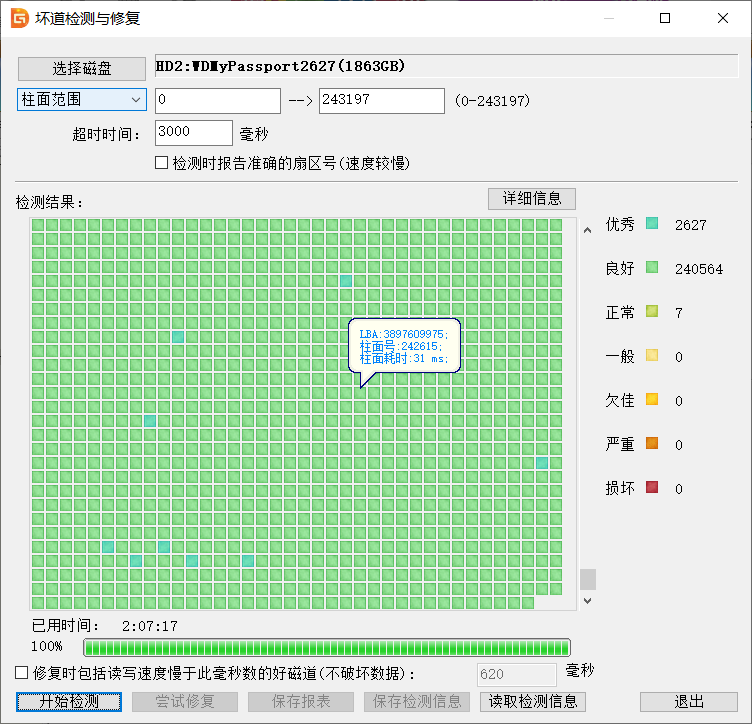 坏道检测与修复
选择磁盘 HD2:WDMyPassport2627(1863GB)
柱面范围 0 --> 243197 (0-243197)
超时时间： 3000 毫秒
检测时报告准确的扇区号(速度较慢)
检测结果： 详细信息
优秀 2627
良好 240564
正常 7
一般 0
欠佳 0
严重 0
损坏 0
LBA:3897609975;
柱面号:242615;
柱面耗时:31 ms;
已用时间： 2:07:17
100%
修复时包括读写速度慢于此毫秒数的好磁道(不破坏数据)： 620 毫秒
开始检测 尝试修复 保存报表 保存检测信息 读取检测信息 退出